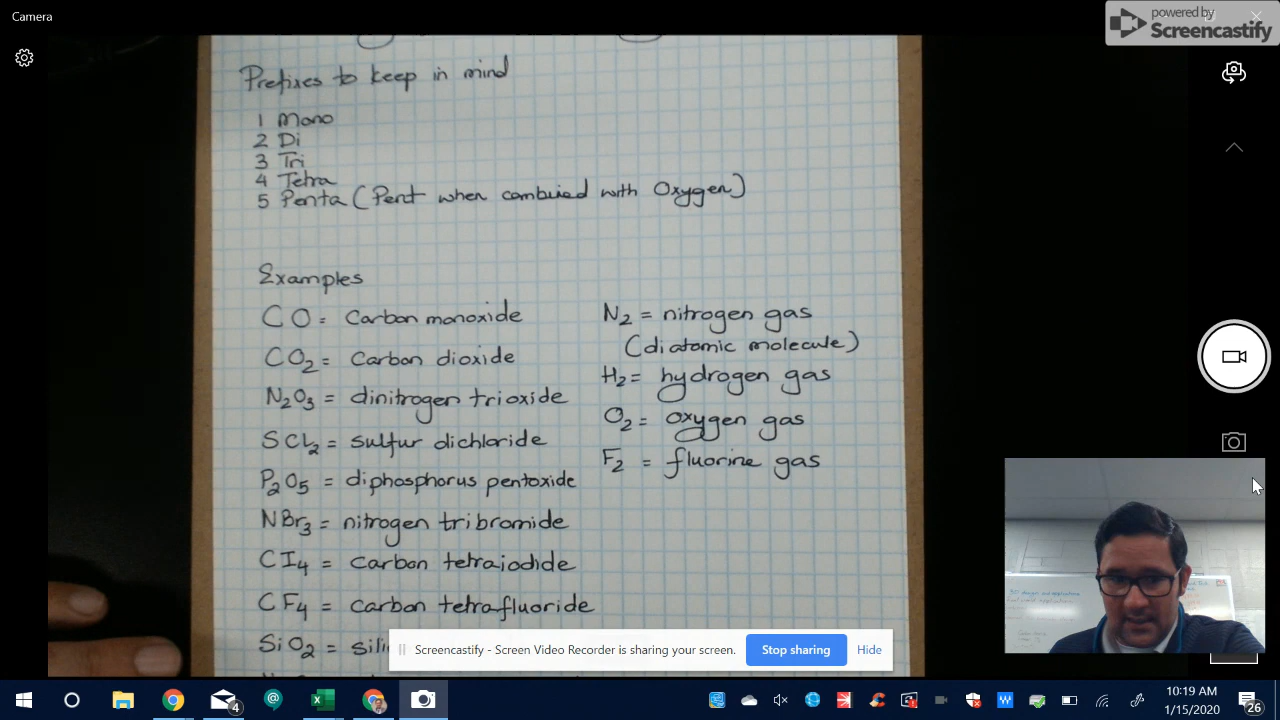 Camera
powered by
Screencastify
Prefixes to keep in mind
1 Mono
2 Di
3 Tri
4 Tetra
5 Penta (Pent when combined with Oxygen)
Examples
CO = Carbon monoxide
CO2 = Carbon dioxide
N2O3 = dinitrogen trioxide
SCL2 = sulfur dichloride
P2O5 = diphosphorus pentoxide
NBr3 = nitrogen tribromide
CI4 = Carbon tetraiodide
CF4 = carbon tetrafluoride
SiO2 = sili
N2 = nitrogen gas
(diatomic molecule)
H2 = hydrogen gas
O2 = oxygen gas
F2 = fluorine gas
Screencastify - Screen Video Recorder is sharing your screen.
Stop sharing
Hide
4
10:19 AM
1/15/2020
26